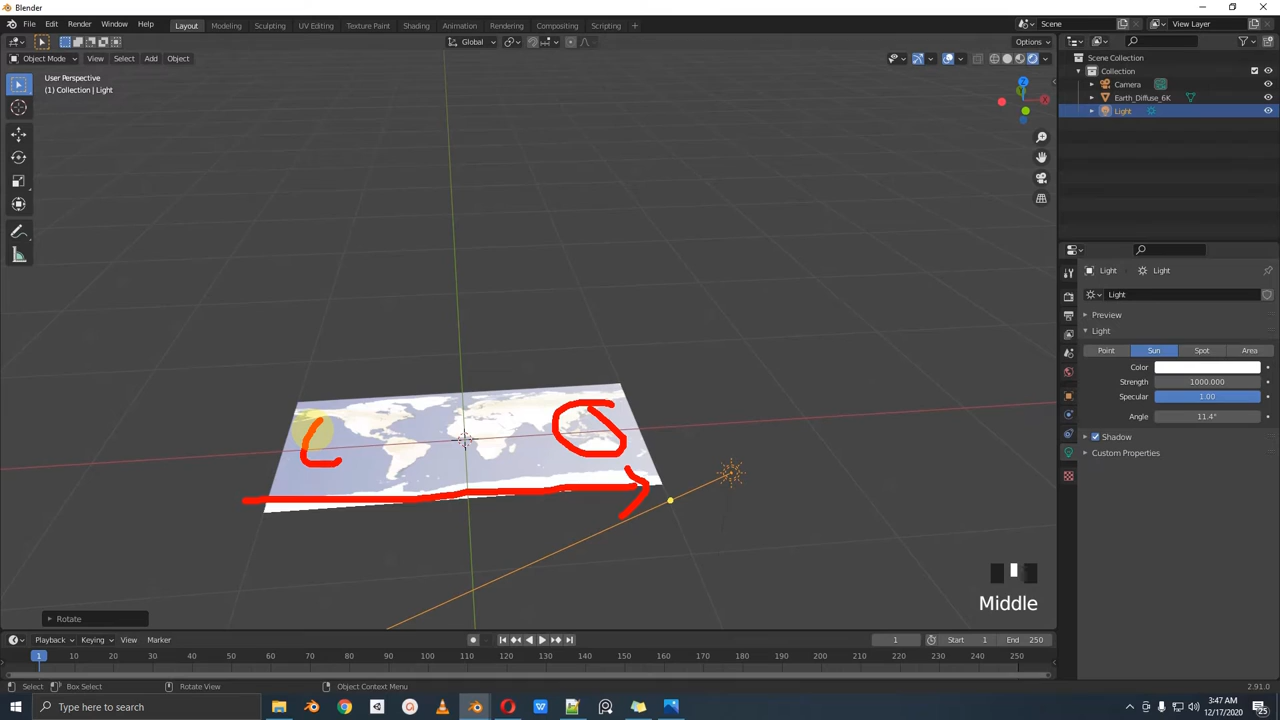 Blender
File Edit Render Window Help Layout Modeling Sculpting UV Editing Texture Paint Shading Animation Rendering Compositing Scripting + Scene View Layer
Global Options
Object Mode View Select Add Object
User Perspective
(1) Collection | Light
Scene Collection
Collection
Camera
Earth_Diffuse_6K
Light
Light Light
Light
Preview
Light
Point Sun Spot Area
Color
Strength 1000.000
Specular 1.00
Angle 11.4°
Shadow
Custom Properties
Z
X
Middle
Rotate
Playback Keying View Marker 1 Start 1 End 250
1 10 20 30 40 50 60 70 80 90 100 110 120 130 140 150 160 170 180 190 200 210 220 230 240 250
Select Box Select Rotate View Object Context Menu 2.91.0
Type here to search
3:47 AM
12/17/2020
25